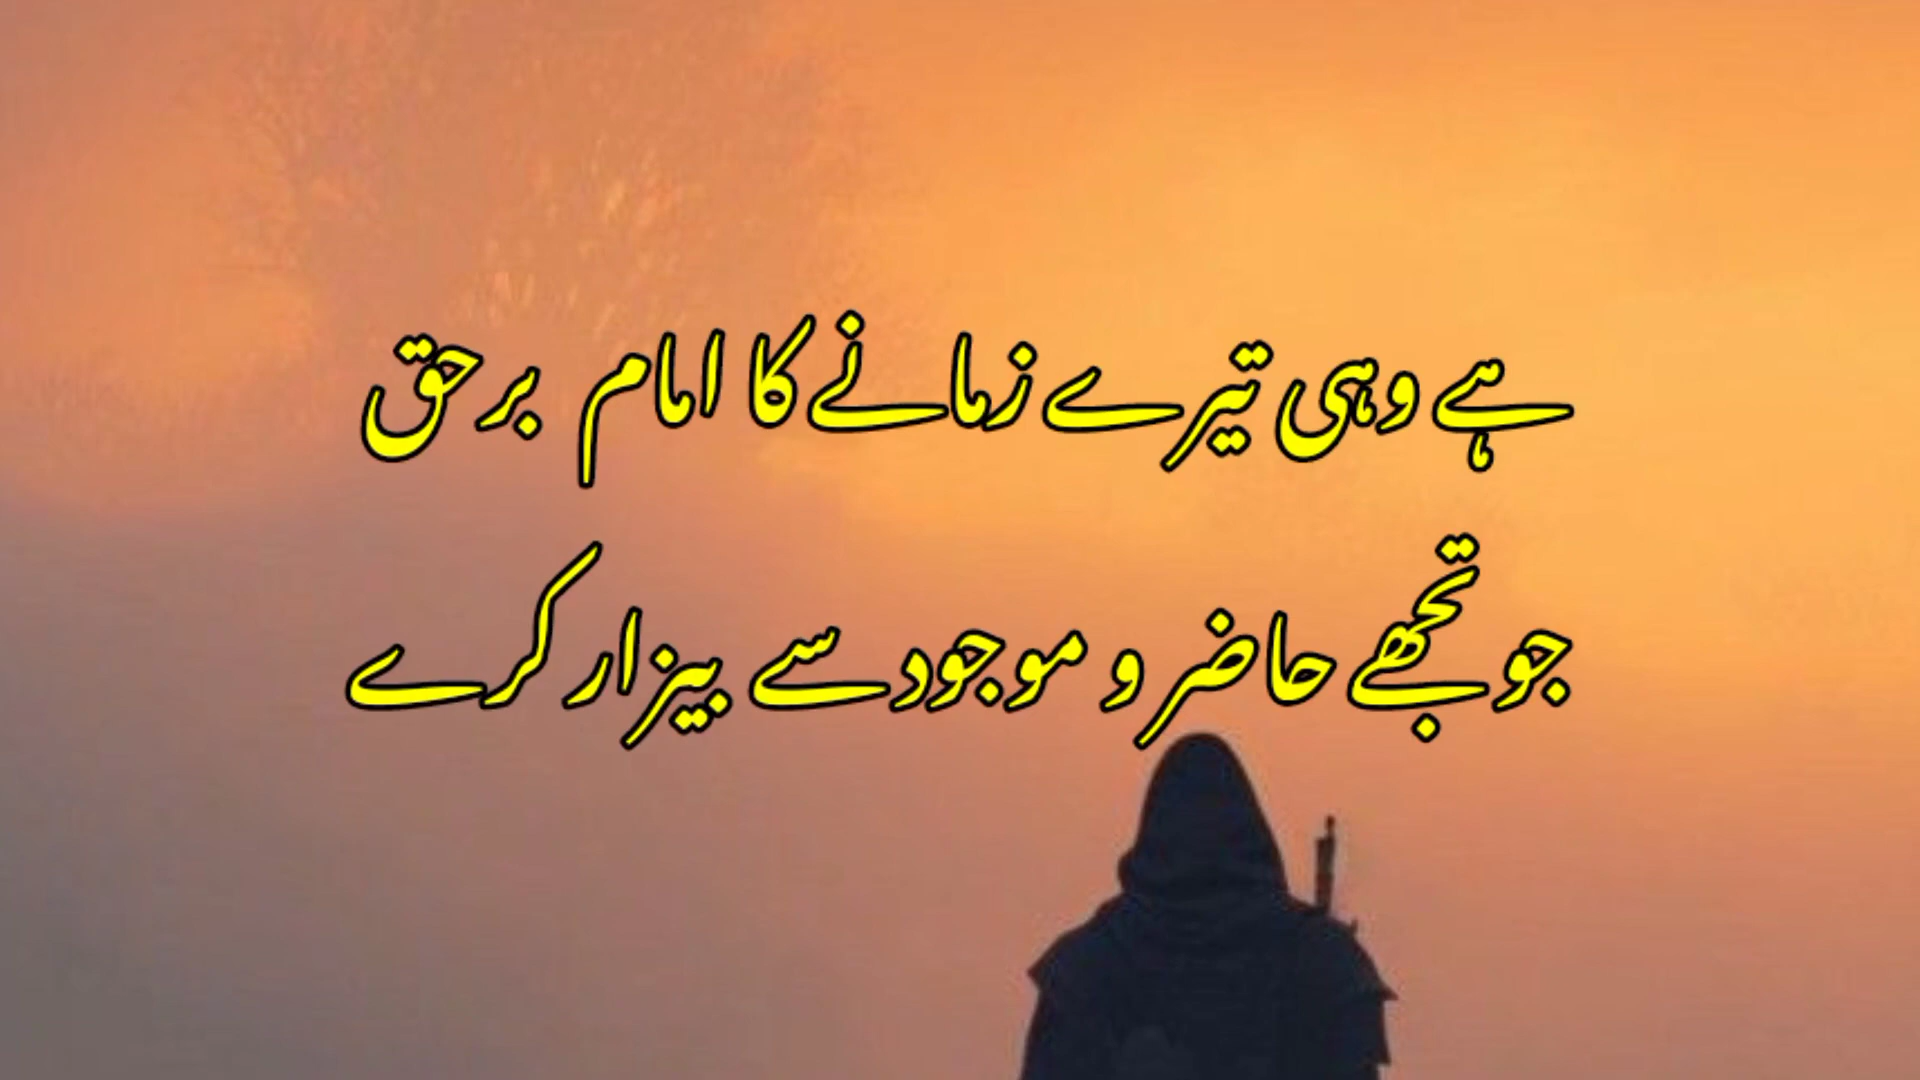 ہے وہی تیرے زمانے کا امام برحق
جو تجھے حاضر و موجود سے بیزار کرے